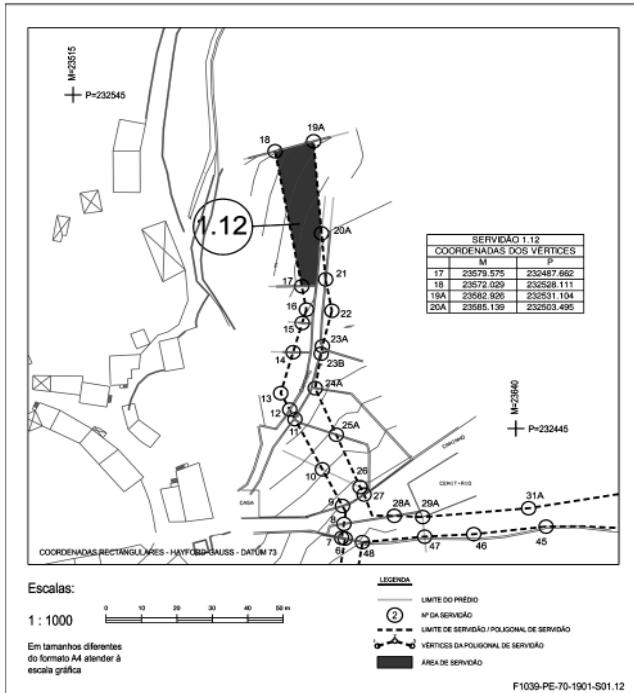 M=23515
P=232545
18
19A
1.12
20A
17
21
16
22
15
23A
14
23B
24A
13
12
11
25A
10
26
27
9
28A
29A
31A
8
7
6
48
47
46
45
SERVIDÃO 1.12
COORDENADAS DOS VÉRTICES
M P
17 23579.575 232487.662
18 23572.029 232528.111
19A 23582.926 232531.104
20A 23585.139 232503.495
M=23640
P=232445
CAMINHO
CASA
COORDENADAS RECTANGULARES - HAYFORD-GAUSS - DATUM 73
Escalas:
1 : 1000
0 10 20 30 40 50 m
Em tamanhos diferentes
do formato A4 atender à
escala gráfica
LEGENDA
LIMITE DO PRÉDIO
2 Nº DA SERVIDÃO
LIMITE DE SERVIDÃO / POLIGONAL DE SERVIDÃO
VÉRTICES DA POLIGONAL DE SERVIDÃO
ÁREA DE SERVIDÃO
F1039-PE-70-1901-S01.12